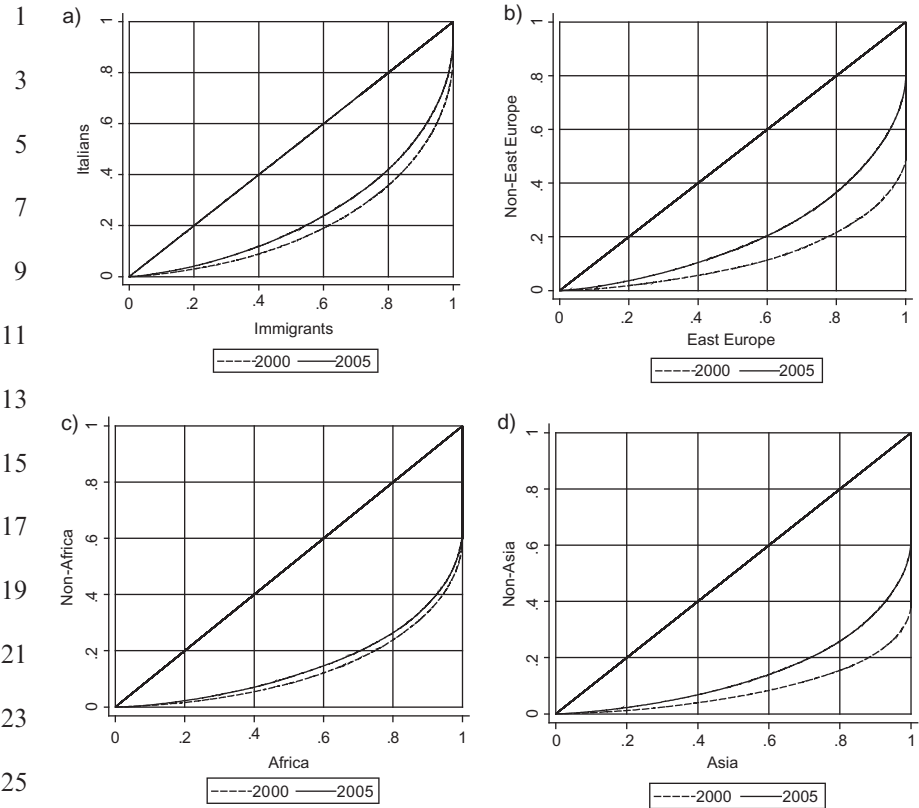 1
3
5
7
9
11
13
15
17
19
21
23
25
a)
1
.8
.6
.4
.2
0
Italians
0 .2 .4 .6 .8 1
Immigrants
2000 2005
b)
1
.8
.6
.4
.2
0
Non-East Europe
0 .2 .4 .6 .8 1
East Europe
2000 2005
c)
1
.8
.6
.4
.2
0
Non-Africa
0 .2 .4 .6 .8 1
Africa
2000 2005
d)
1
.8
.6
.4
.2
0
Non-Asia
0 .2 .4 .6 .8 1
Asia
2000 2005